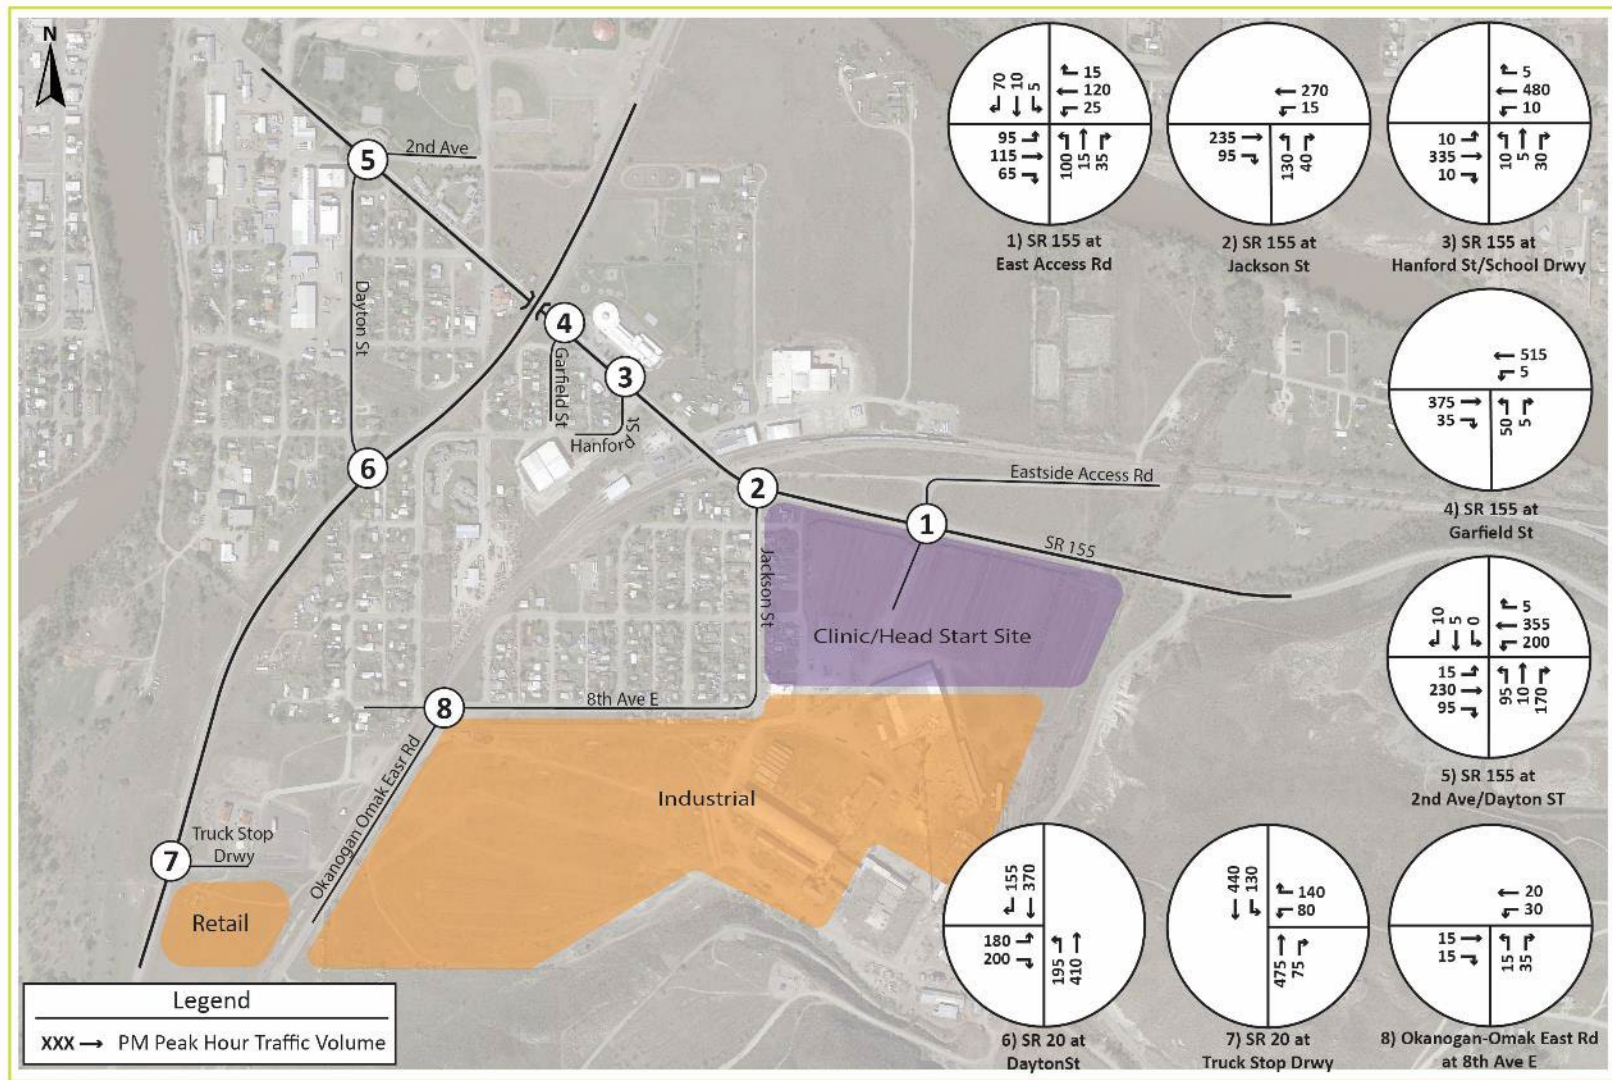 N
2nd Ave
5
Dayton St
4
Garfield St
3
Hanford St
6
2
Eastside Access Rd
1
SR 155
Jackson St
Clinic/Head Start Site
8th Ave E
8
Okanogan Omak Easr Rd
Industrial
Truck Stop
Drwy
7
Retail
Legend
XXX → PM Peak Hour Traffic Volume
70 10 5
15
120
25
95
115
65
100 15 35
1) SR 155 at
East Access Rd
270
15
235
95
130 40
2) SR 155 at
Jackson St
5
480
10
10
335
10
10 5 30
3) SR 155 at
Hanford St/School Drwy
515
5
375
35
50 5
4) SR 155 at
Garfield St
10 5 0
5
355
200
15
230
95
95 10 170
5) SR 155 at
2nd Ave/Dayton ST
155 370
180
200
195 410
6) SR 20 at
DaytonSt
440 130
140
80
475 75
7) SR 20 at
Truck Stop Drwy
20
30
15
15
15 35
8) Okanogan-Omak East Rd
at 8th Ave E